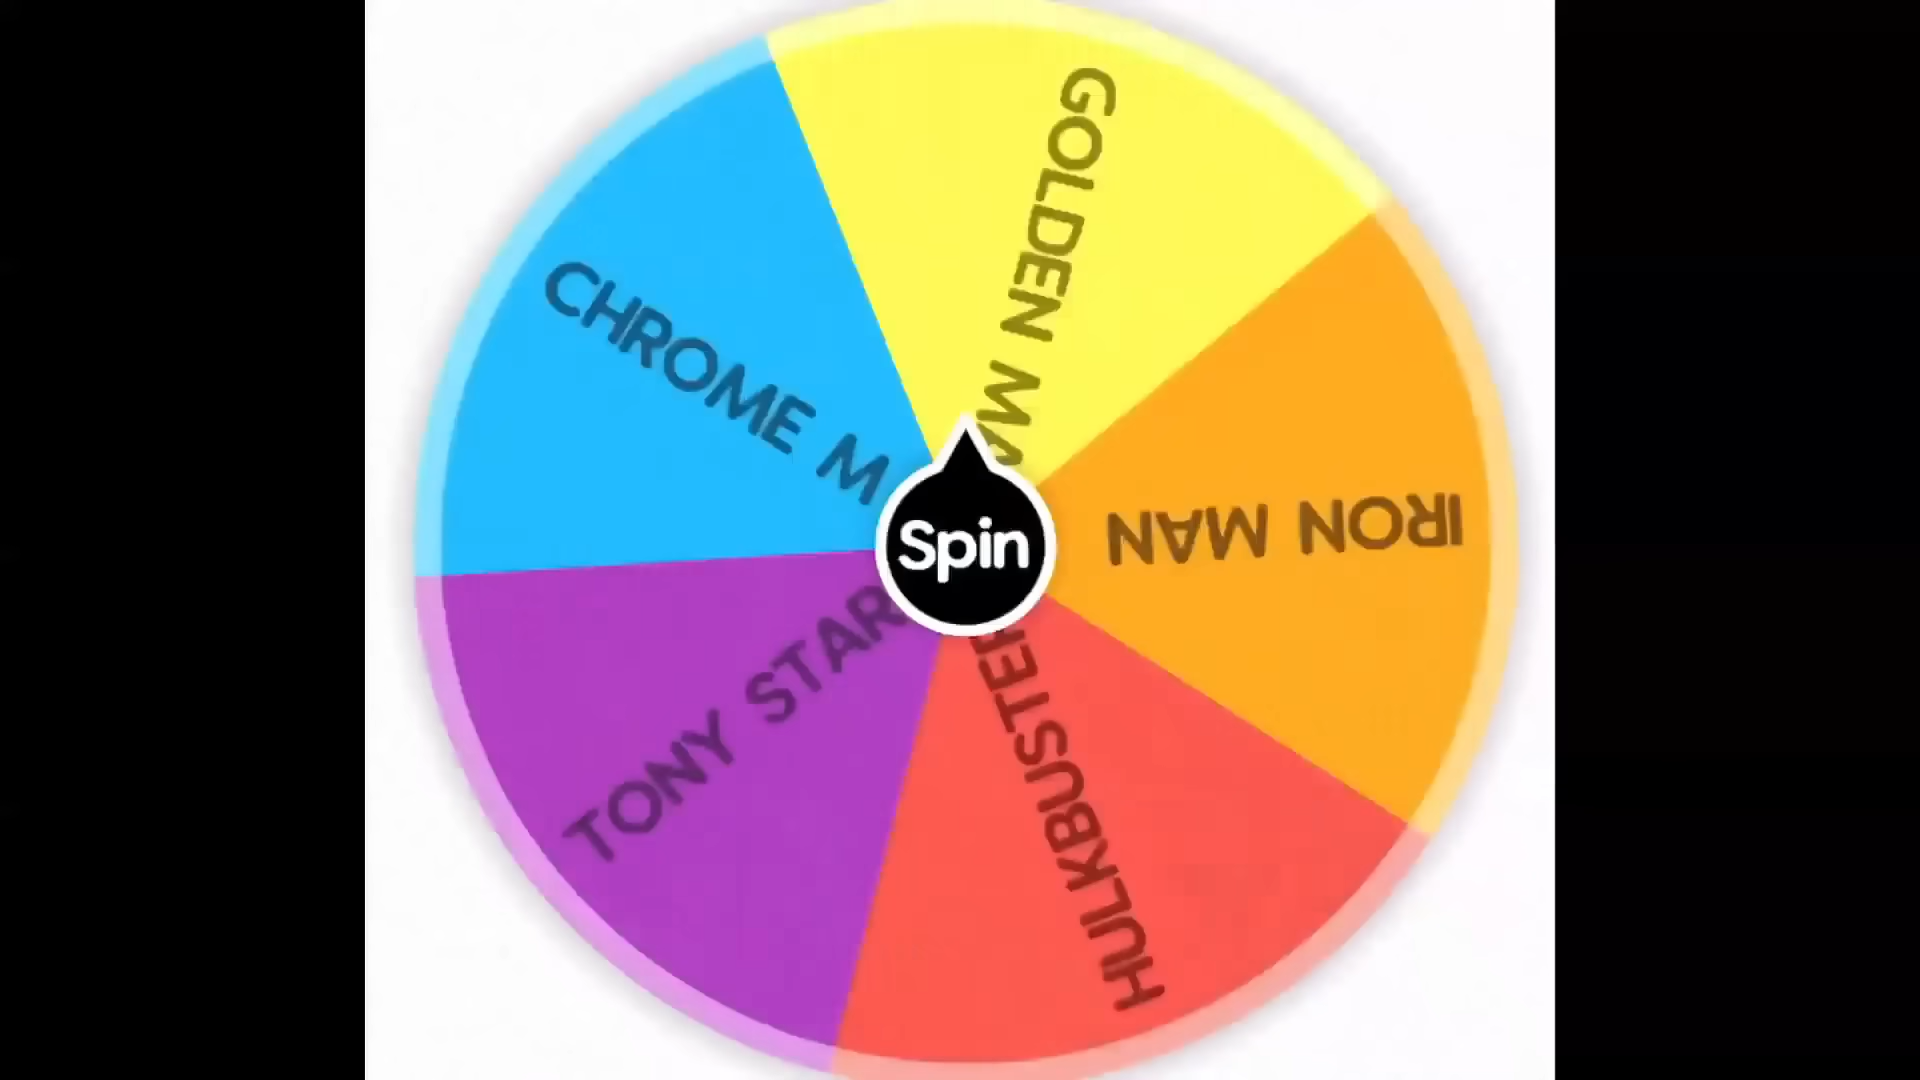 GOLDEN MA
IRON MAN
HULKBUSTER
TONY STAR
CHROME M
Spin